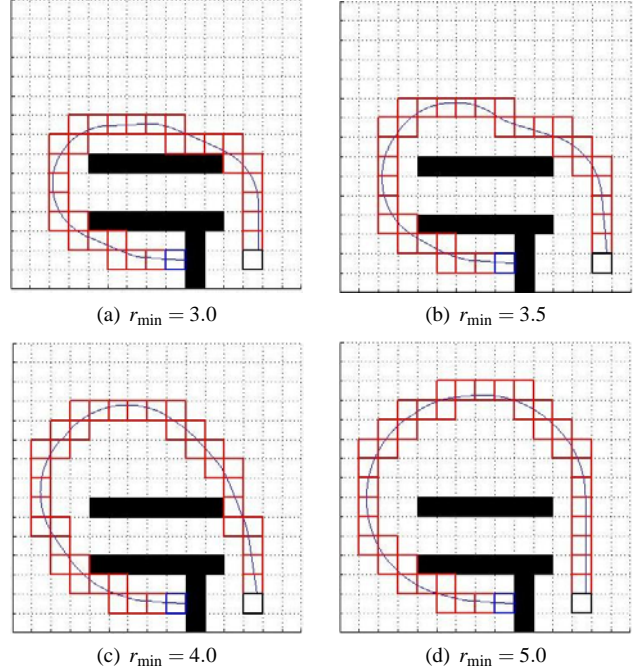 (a) r_min = 3.0
(b) r_min = 3.5
(c) r_min = 4.0
(d) r_min = 5.0